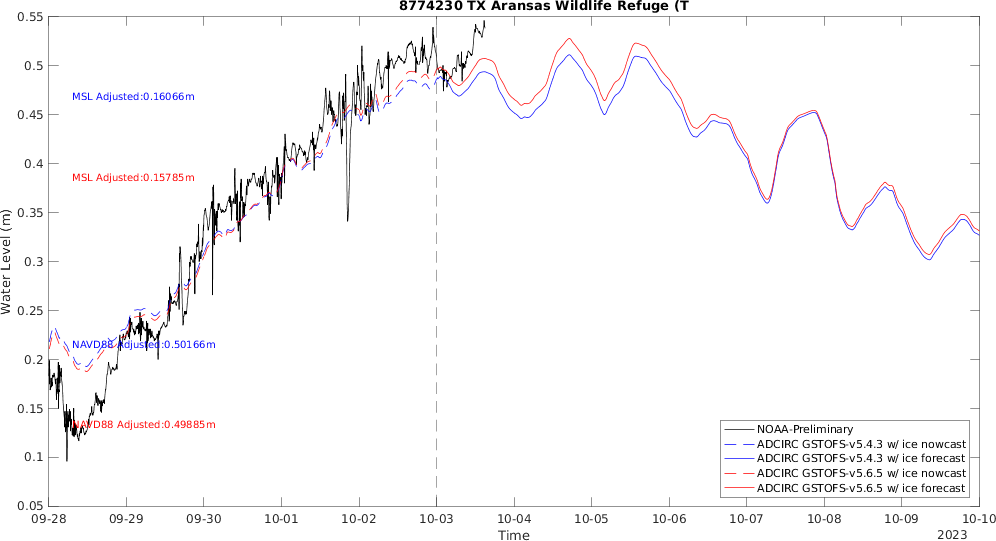 8774230 TX Aransas Wildlife Refuge (T
0.55
0.5
0.45
0.4
0.35
0.3
0.25
0.2
0.15
0.1
0.05
Water Level (m)
MSL Adjusted:0.16066m
MSL Adjusted:0.15785m
NAVD88 Adjusted:0.50166m
NAVD88 Adjusted:0.49885m
NOAA-Preliminary
ADCIRC GSTOFS-v5.4.3 w/ ice nowcast
ADCIRC GSTOFS-v5.4.3 w/ ice forecast
ADCIRC GSTOFS-v5.6.5 w/ ice nowcast
ADCIRC GSTOFS-v5.6.5 w/ ice forecast
09-28 09-29 09-30 10-01 10-02 10-03 10-04 10-05 10-06 10-07 10-08 10-09 10-10
Time
2023